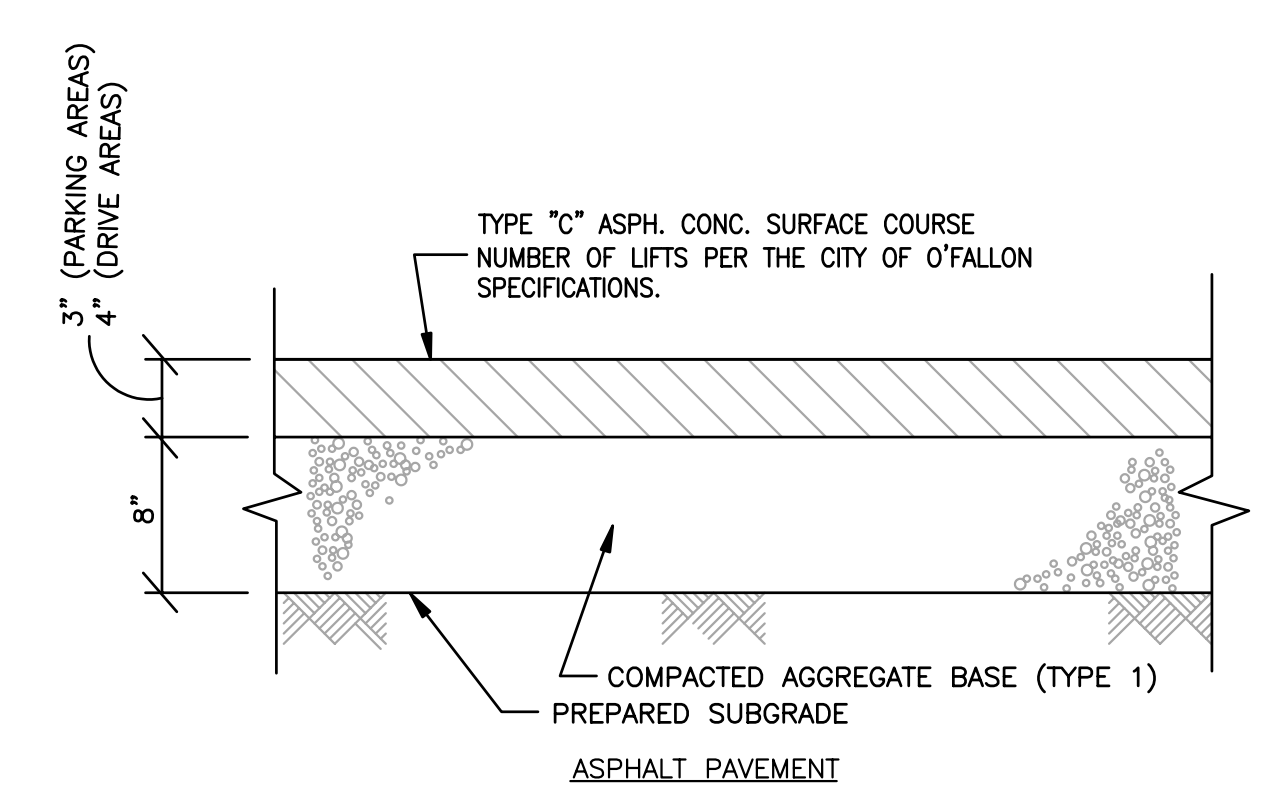 3" (PARKING AREAS)
4" (DRIVE AREAS)
TYPE "C" ASPH. CONC. SURFACE COURSE
NUMBER OF LIFTS PER THE CITY OF O'FALLON
SPECIFICATIONS.
8"
COMPACTED AGGREGATE BASE (TYPE 1)
PREPARED SUBGRADE
ASPHALT PAVEMENT